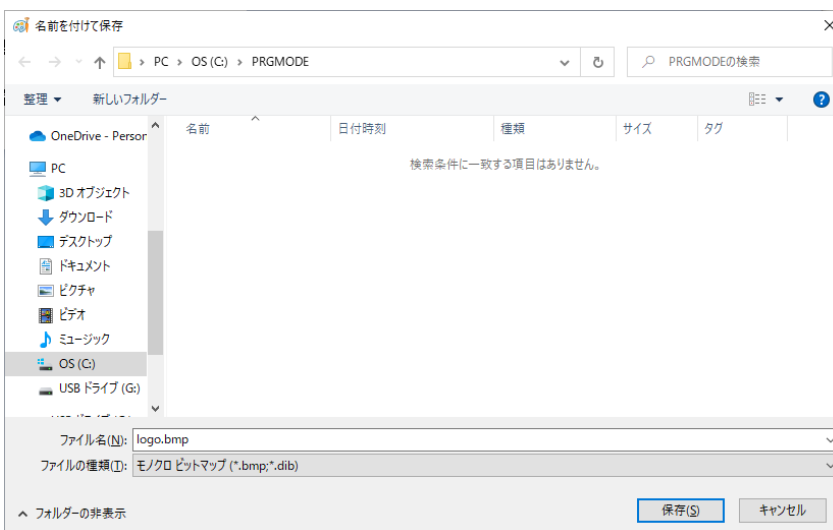 名前を付けて保存
PC › OS (C:) › PRGMODE
PRGMODEの検索
整理 新しいフォルダー
名前 日付時刻 種類 サイズ タグ
検索条件に一致する項目はありません。
OneDrive - Person
PC
3D オブジェクト
ダウンロード
デスクトップ
ドキュメント
ピクチャ
ビデオ
ミュージック
OS (C:)
USB ドライブ (G:)
ファイル名(N): logo.bmp
ファイルの種類(T): モノクロ ビットマップ (*.bmp;*.dib)
フォルダーの非表示
保存(S) キャンセル